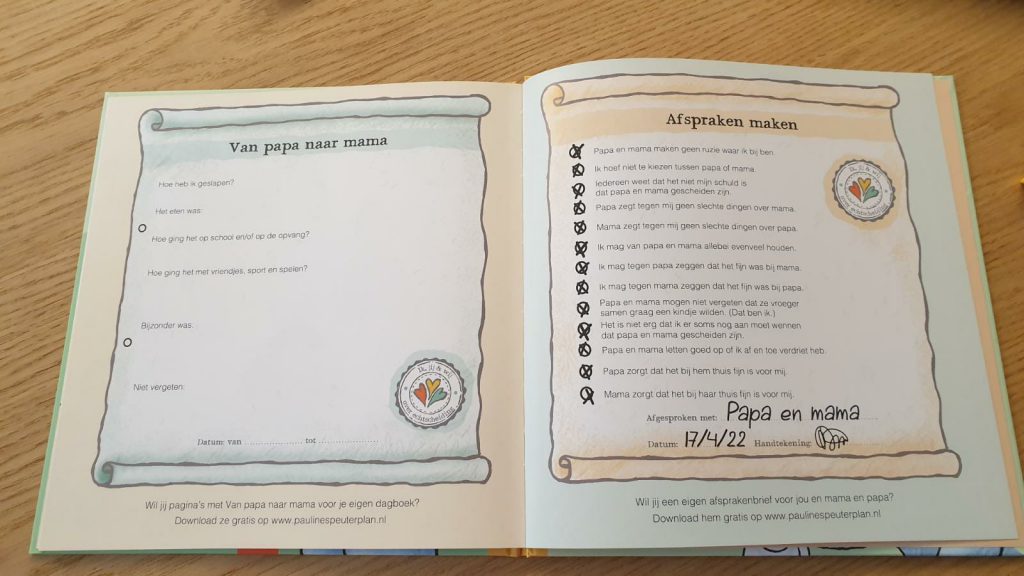 Van papa naar mama
Hoe heb ik geslapen?
Het eten was:
Hoe ging het op school en/of op de opvang?
Hoe ging het met vriendjes, sport en spelen?
Bijzonder was:
Niet vergeten:
Ik, jij & wij
over echtscheiding
Datum: van .................... tot ....................
Wil jij pagina's met Van papa naar mama voor je eigen dagboek?
Download ze gratis op www.paulinespeuterplan.nl
Afspraken maken
Papa en mama maken geen ruzie waar ik bij ben.
Ik hoef niet te kiezen tussen papa of mama.
Iedereen weet dat het niet mijn schuld is
dat papa en mama gescheiden zijn.
Papa zegt tegen mij geen slechte dingen over mama.
Mama zegt tegen mij geen slechte dingen over papa.
Ik mag van papa en mama allebei evenveel houden.
Ik mag tegen papa zeggen dat het fijn was bij mama.
Ik mag tegen mama zeggen dat het fijn was bij papa.
Papa en mama mogen niet vergeten dat ze vroeger
samen graag een kindje wilden. (Dat ben ik.)
Het is niet erg dat ik er soms nog aan moet wennen
dat papa en mama gescheiden zijn.
Papa en mama letten goed op of ik af en toe verdriet heb.
Papa zorgt dat het bij hem thuis fijn is voor mij.
Mama zorgt dat het bij haar thuis fijn is voor mij.
Afgesproken met: Papa en mama
Datum: 17/4/22 Handtekening:
Ik, jij & wij
over echtscheiding
Wil jij een eigen afsprakenbrief voor jou en mama en papa?
Download hem gratis op www.paulinespeuterplan.nl